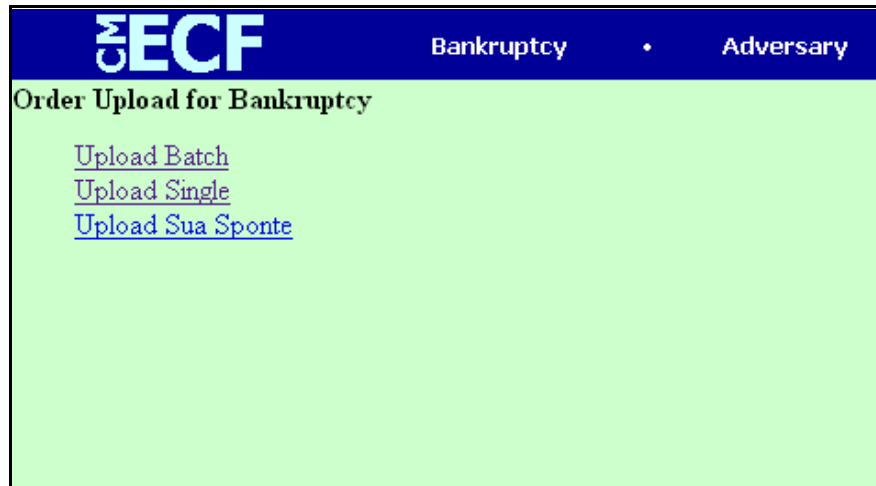 CM ECF Bankruptcy • Adversary
Order Upload for Bankruptcy
Upload Batch
Upload Single
Upload Sua Sponte